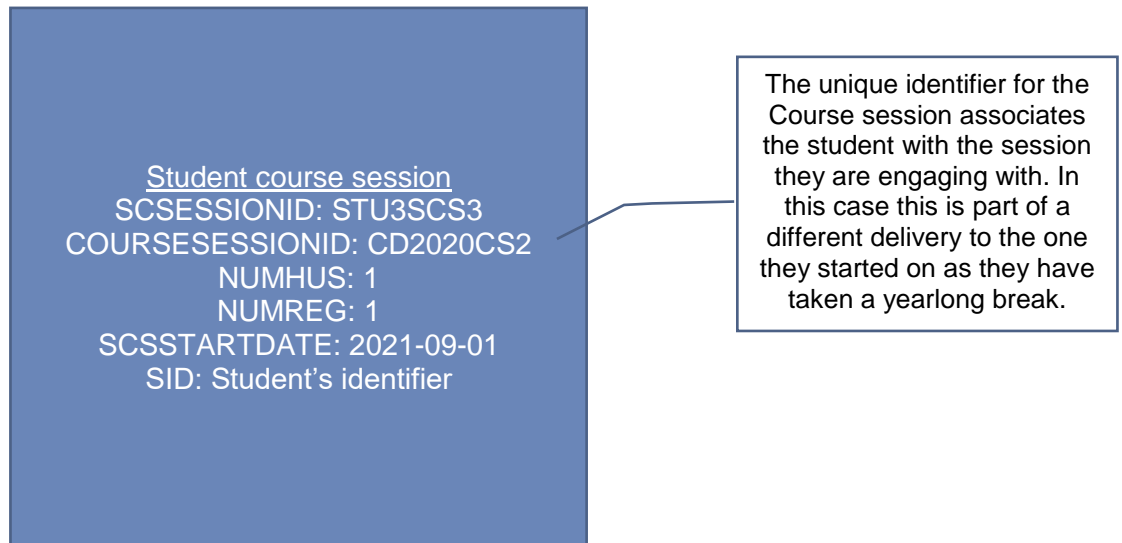 Student course session
SCSESSIONID: STU3SCS3
COURSESESSIONID: CD2020CS2
NUMHUS: 1
NUMREG: 1
SCSSTARTDATE: 2021-09-01
SID: Student’s identifier
The unique identifier for the
Course session associates
the student with the session
they are engaging with. In
this case this is part of a
different delivery to the one
they started on as they have
taken a yearlong break.